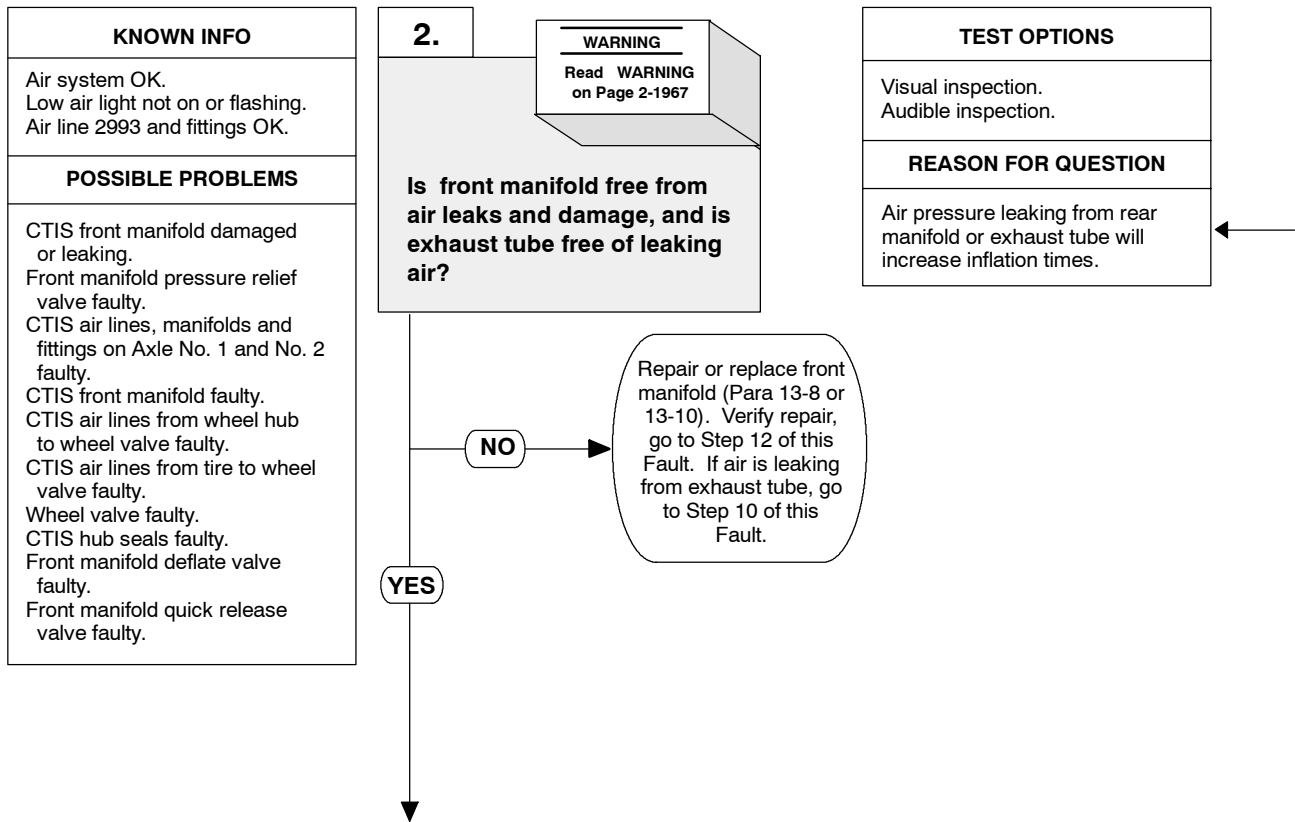 KNOWN INFO
Air system OK.
Low air light not on or flashing.
Air line 2993 and fittings OK.
POSSIBLE PROBLEMS
CTIS front manifold damaged
or leaking.
Front manifold pressure relief
valve faulty.
CTIS air lines, manifolds and
fittings on Axle No. 1 and No. 2
faulty.
CTIS front manifold faulty.
CTIS air lines from wheel hub
to wheel valve faulty.
CTIS air lines from tire to wheel
valve faulty.
Wheel valve faulty.
CTIS hub seals faulty.
Front manifold deflate valve
faulty.
Front manifold quick release
valve faulty.
2.
WARNING
Read WARNING
on Page 2-1967
Is front manifold free from
air leaks and damage, and is
exhaust tube free of leaking
air?
NO
Repair or replace front
manifold (Para 13-8 or
13-10). Verify repair,
go to Step 12 of this
Fault. If air is leaking
from exhaust tube, go
to Step 10 of this
Fault.
YES
TEST OPTIONS
Visual inspection.
Audible inspection.
REASON FOR QUESTION
Air pressure leaking from rear
manifold or exhaust tube will
increase inflation times.